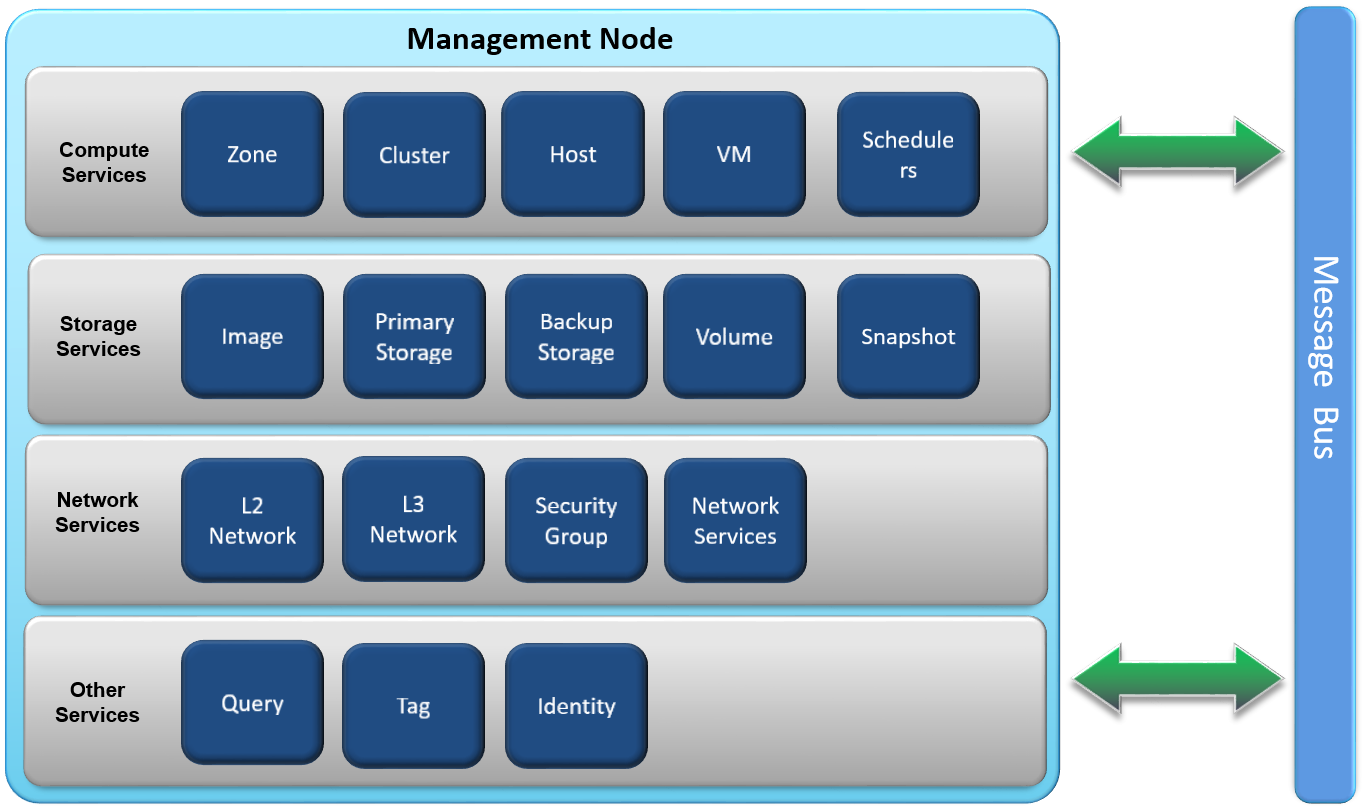 Management Node
Compute
Services
Zone
Cluster
Host
VM
Schedule
rs
Storage
Services
Image
Primary
Storage
Backup
Storage
Volume
Snapshot
Network
Services
L2
Network
L3
Network
Security
Group
Network
Services
Other
Services
Query
Tag
Identity
Message Bus